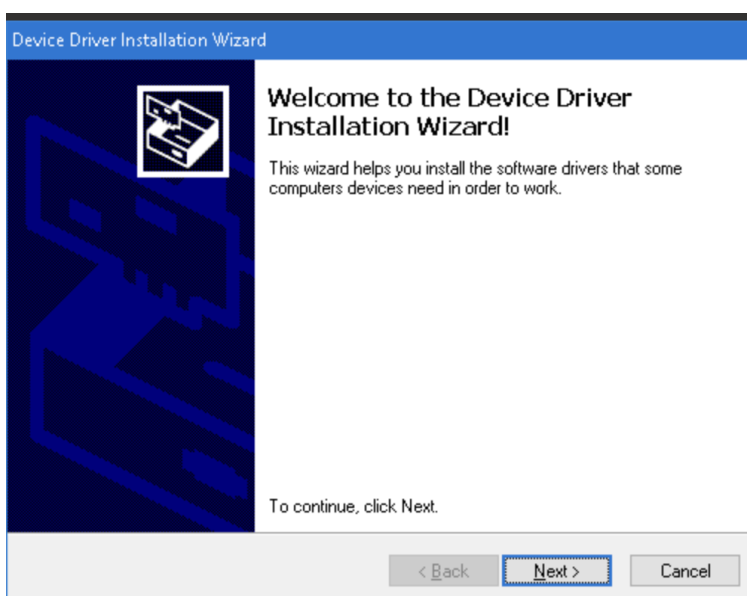 Device Driver Installation Wizard
Welcome to the Device Driver
Installation Wizard!
This wizard helps you install the software drivers that some
computers devices need in order to work.
To continue, click Next.
< Back
Next >
Cancel